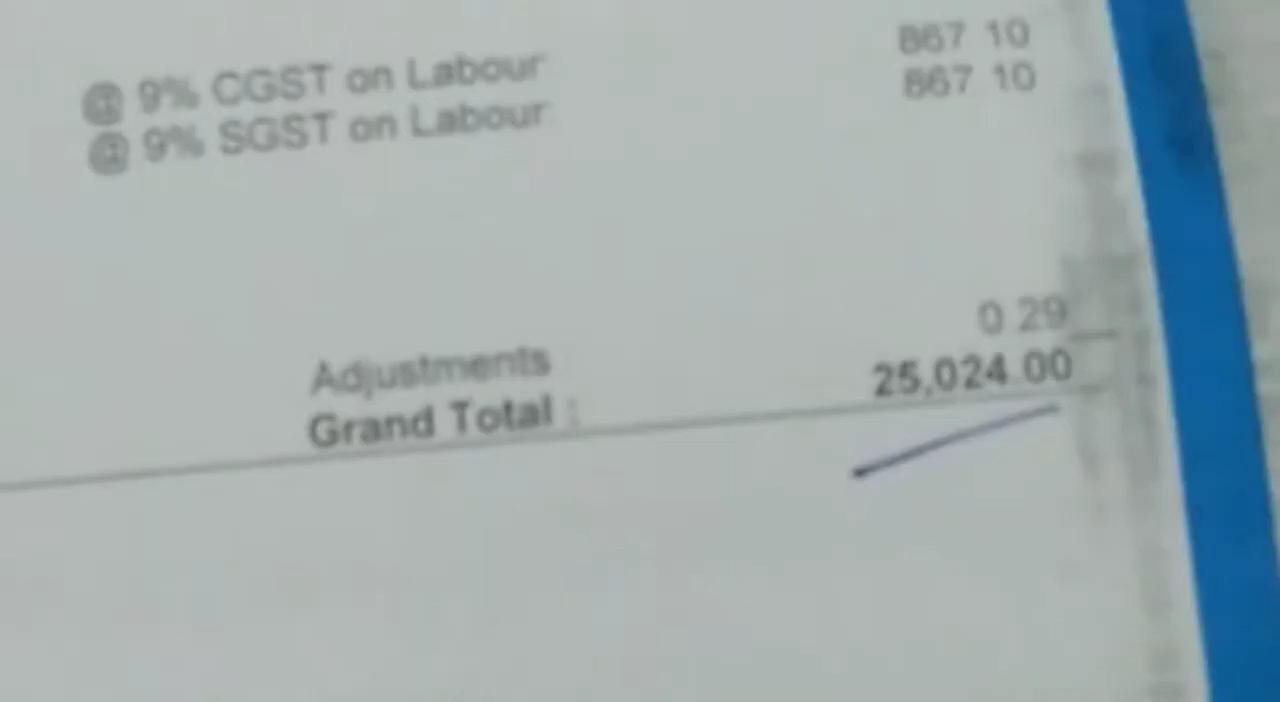 @ 9% CGST on Labour 867.10
@ 9% SGST on Labour 867.10
Adjustments 0.29
Grand Total : 25,024.00